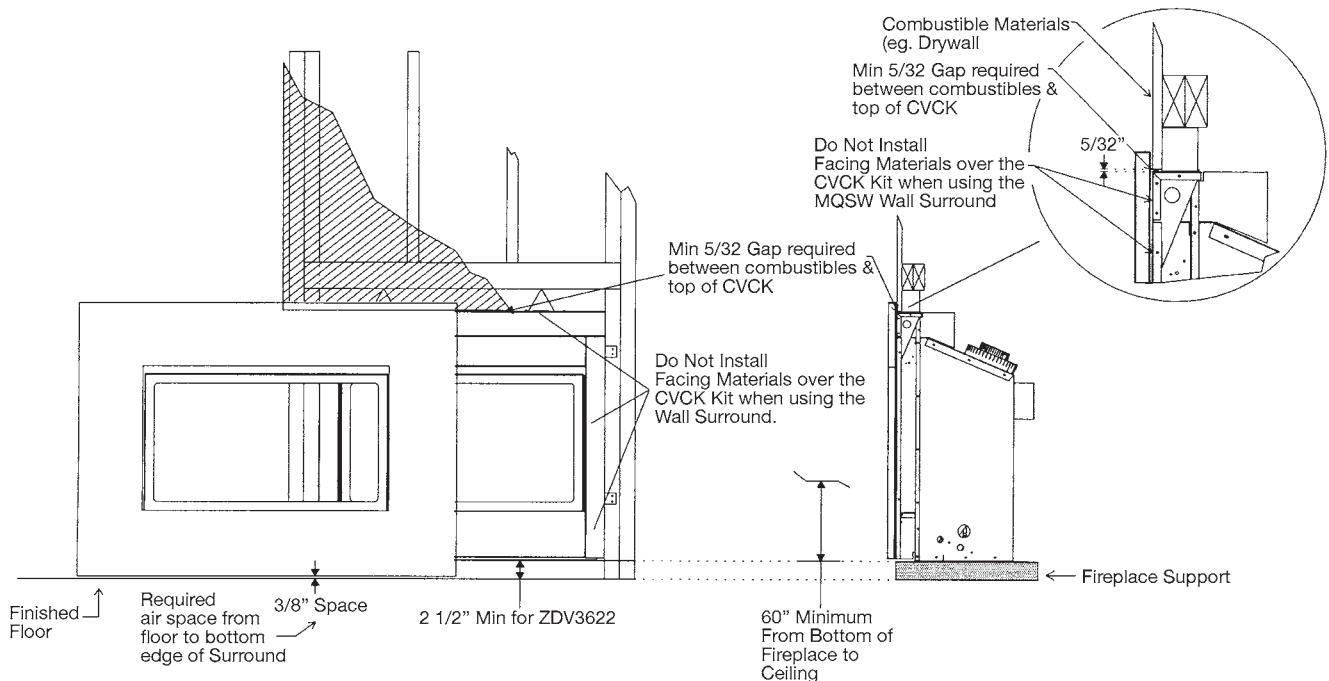 Combustible Materials
(eg. Drywall
Min 5/32 Gap required
between combustibles &
top of CVCK
Do Not Install
Facing Materials over the
CVCK Kit when using the
MQSW Wall Surround
5/32”
Min 5/32 Gap required
between combustibles &
top of CVCK
Do Not Install
Facing Materials over the
CVCK Kit when using the
Wall Surround.
Finished
Floor
Required
air space from
floor to bottom
edge of Surround
3/8” Space
2 1/2” Min for ZDV3622
60” Minimum
From Bottom of
Fireplace to
Ceiling
Fireplace Support